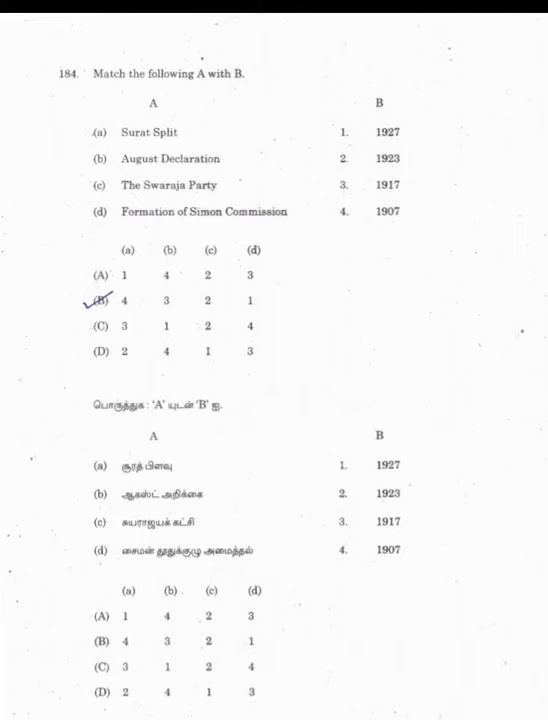 184. Match the following A with B.
A B
(a) Surat Split 1. 1927
(b) August Declaration 2. 1923
(c) The Swaraja Party 3. 1917
(d) Formation of Simon Commission 4. 1907
(a) (b) (c) (d)
(A) 1 4 2 3
(B) 4 3 2 1
(C) 3 1 2 4
(D) 2 4 1 3
பொருத்துக : 'A' யுடன் 'B' ஐ.
A B
(a) சூரத் பிளவு 1. 1927
(b) ஆகஸ்ட் அறிக்கை 2. 1923
(c) சுயராஜயக் கட்சி 3. 1917
(d) சைமன் தூதுக்குழு அமைத்தல் 4. 1907
(a) (b) (c) (d)
(A) 1 4 2 3
(B) 4 3 2 1
(C) 3 1 2 4
(D) 2 4 1 3